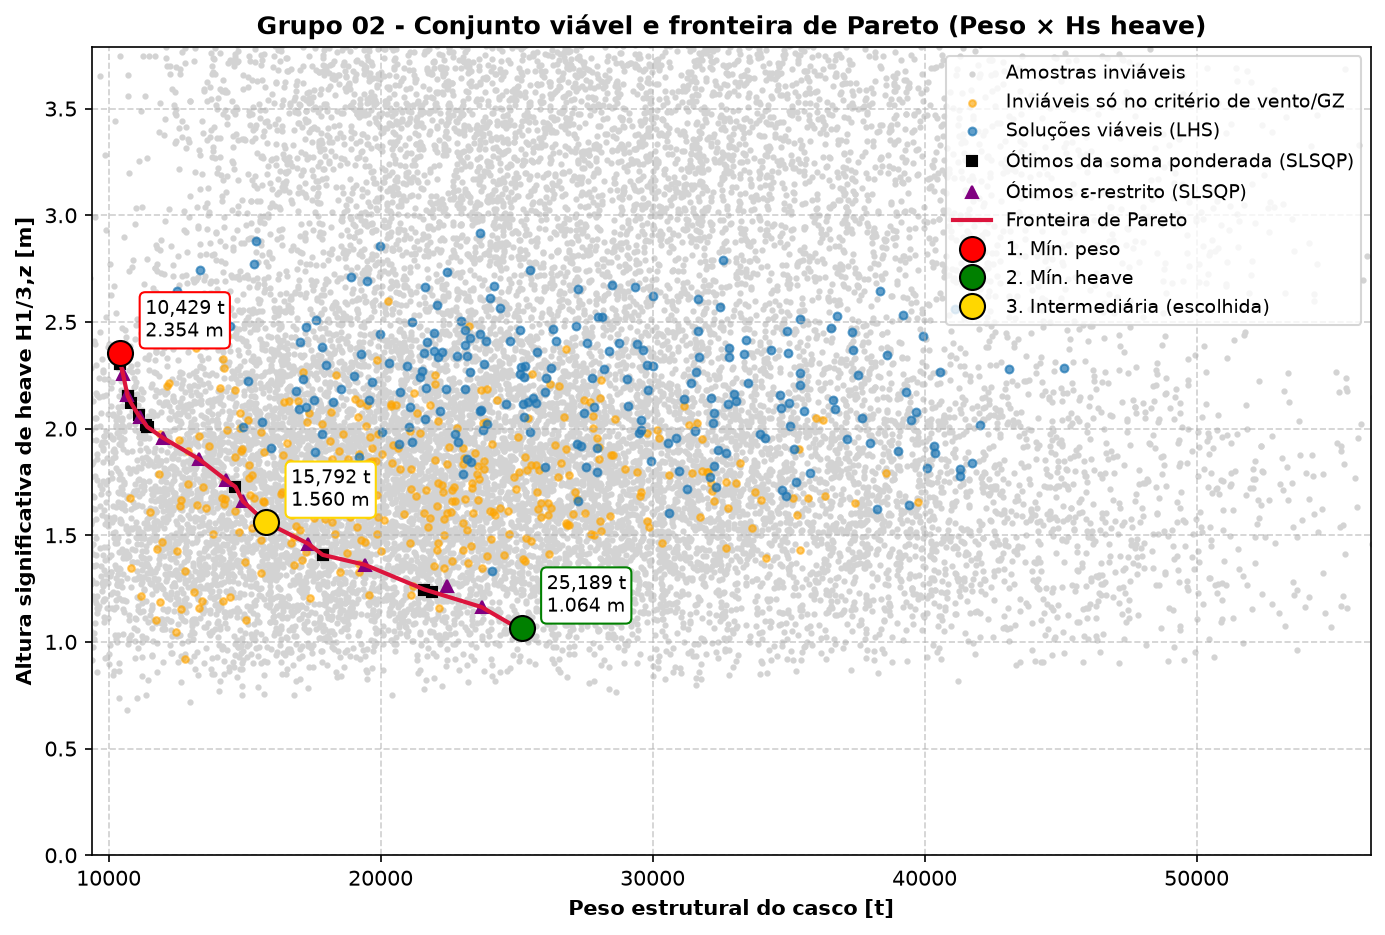 Grupo 02 - Conjunto viável e fronteira de Pareto (Peso × Hs heave)
Altura significativa de heave H1/3,z [m]
3.5
3.0
2.5
2.0
1.5
1.0
0.5
0.0
Amostras inviáveis
Inviáveis só no critério de vento/GZ
Soluções viáveis (LHS)
Ótimos da soma ponderada (SLSQP)
Ótimos ε-restrito (SLSQP)
Fronteira de Pareto
1. Mín. peso
2. Mín. heave
3. Intermediária (escolhida)
10,429 t
2.354 m
15,792 t
1.560 m
25,189 t
1.064 m
10000
20000
30000
40000
50000
Peso estrutural do casco [t]